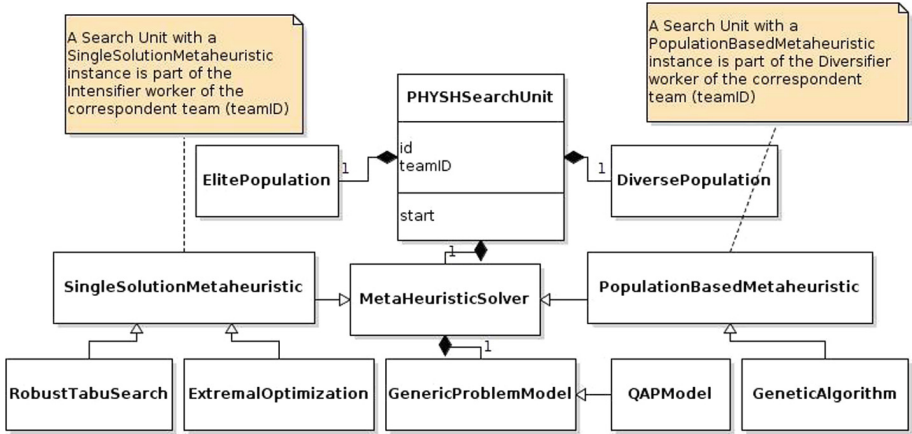 A Search Unit with a
SingleSolutionMetaheuristic
instance is part of the
Intensifier worker of the
correspondent team (teamID)
A Search Unit with a
PopulationBasedMetaheuristic
instance is part of the Diversifier
worker of the correspondent
team (teamID)
PHYSHSearchUnit
id
teamID
start
ElitePopulation
1
1
DiversePopulation
1
SingleSolutionMetaheuristic
MetaHeuristicSolver
PopulationBasedMetaheuristic
1
RobustTabuSearch
ExtremalOptimization
GenericProblemModel
QAPModel
GeneticAlgorithm